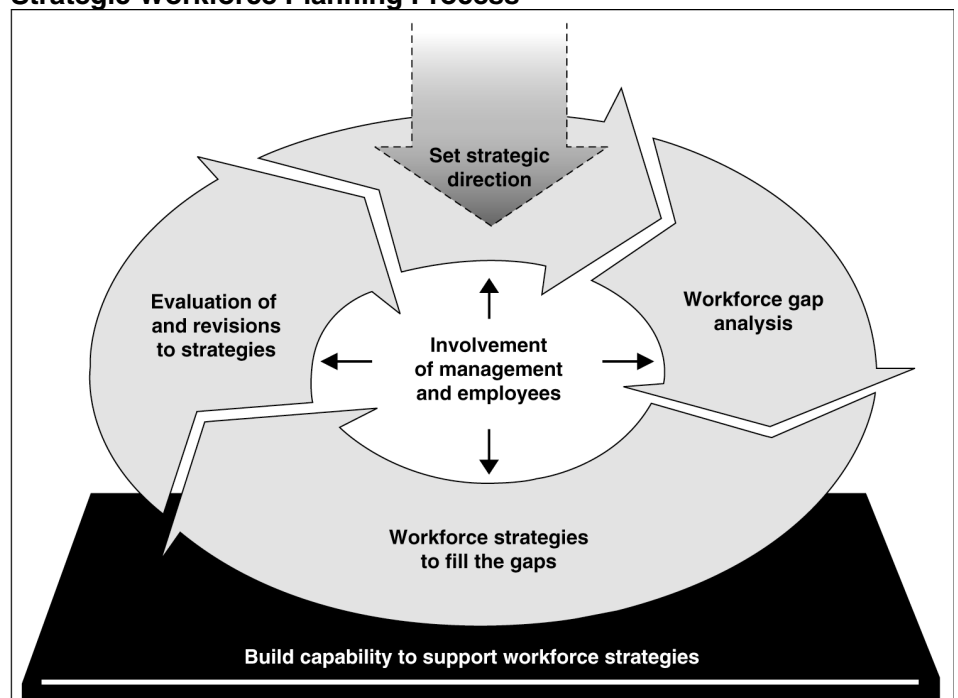 Strategic Workforce Planning Process
Set strategic
direction
Workforce gap
analysis
Evaluation of
and revisions
to strategies
Involvement
of management
and employees
Workforce strategies
to fill the gaps
Build capability to support workforce strategies